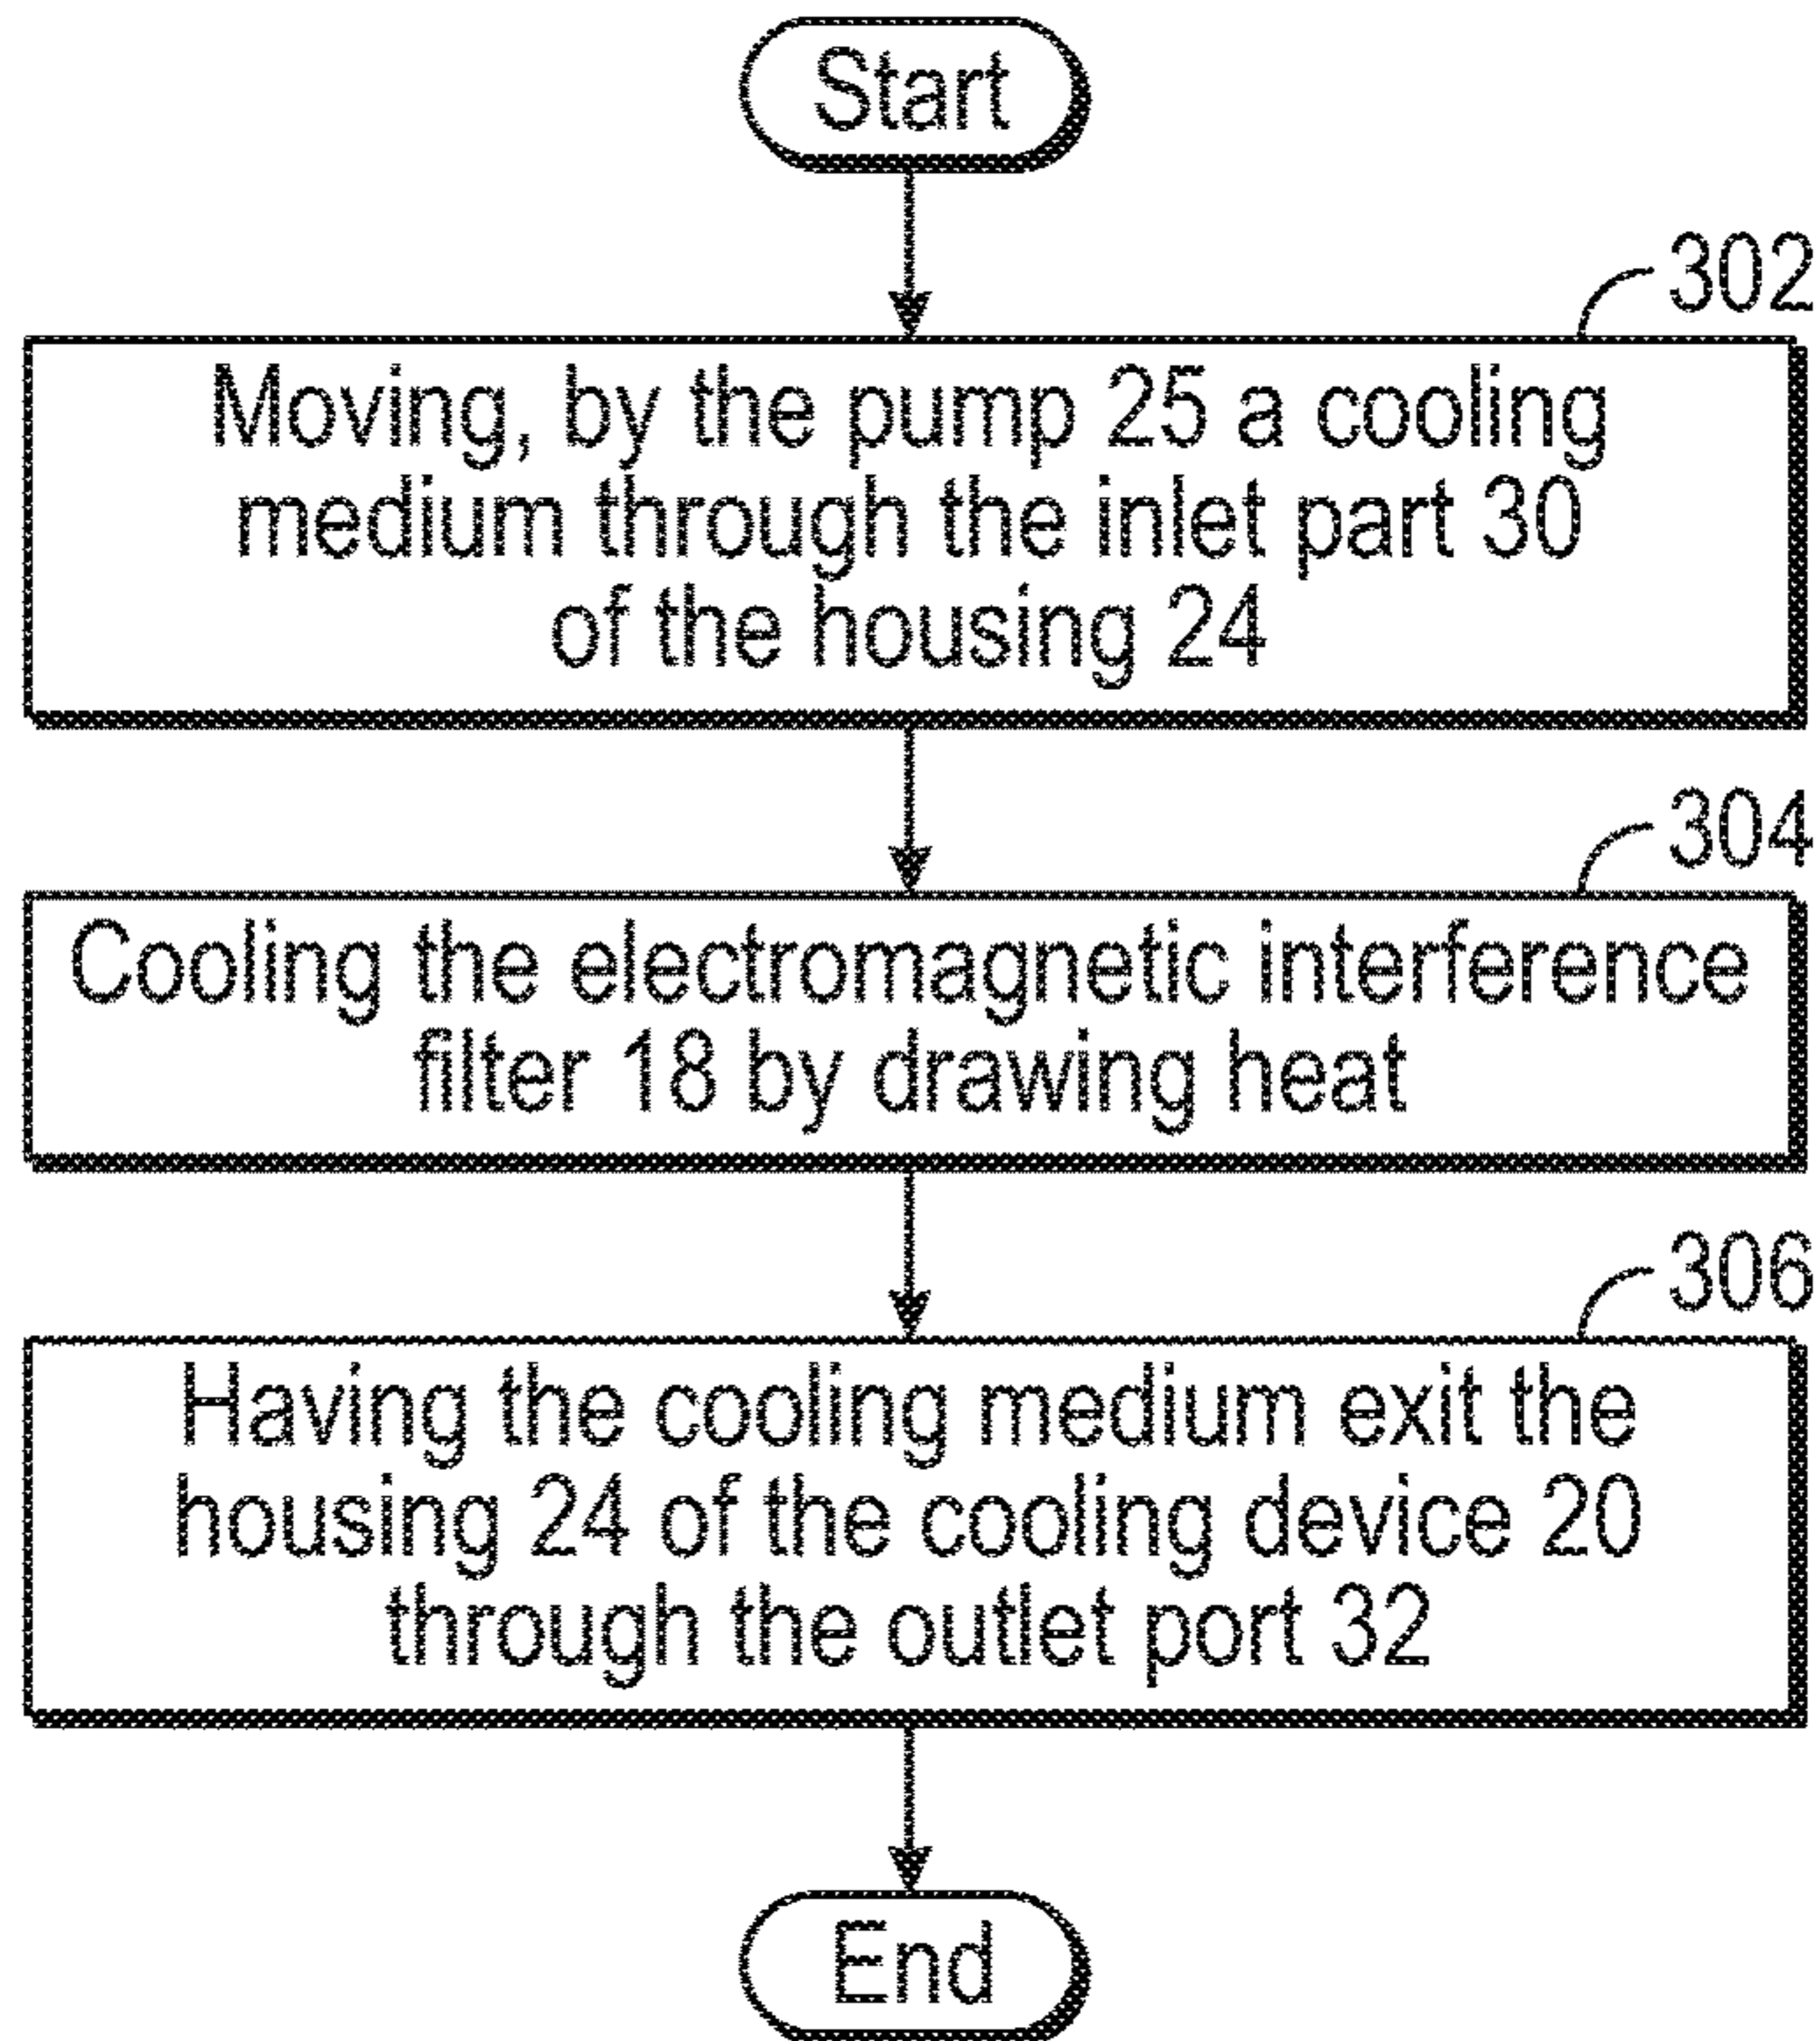 Start
302
Moving, by the pump 25 a cooling
medium through the inlet part 30
of the housing 24
304
Cooling the electromagnetic interference
filter 18 by drawing heat
306
Having the cooling medium exit the
housing 24 of the cooling device 20
through the outlet port 32
End